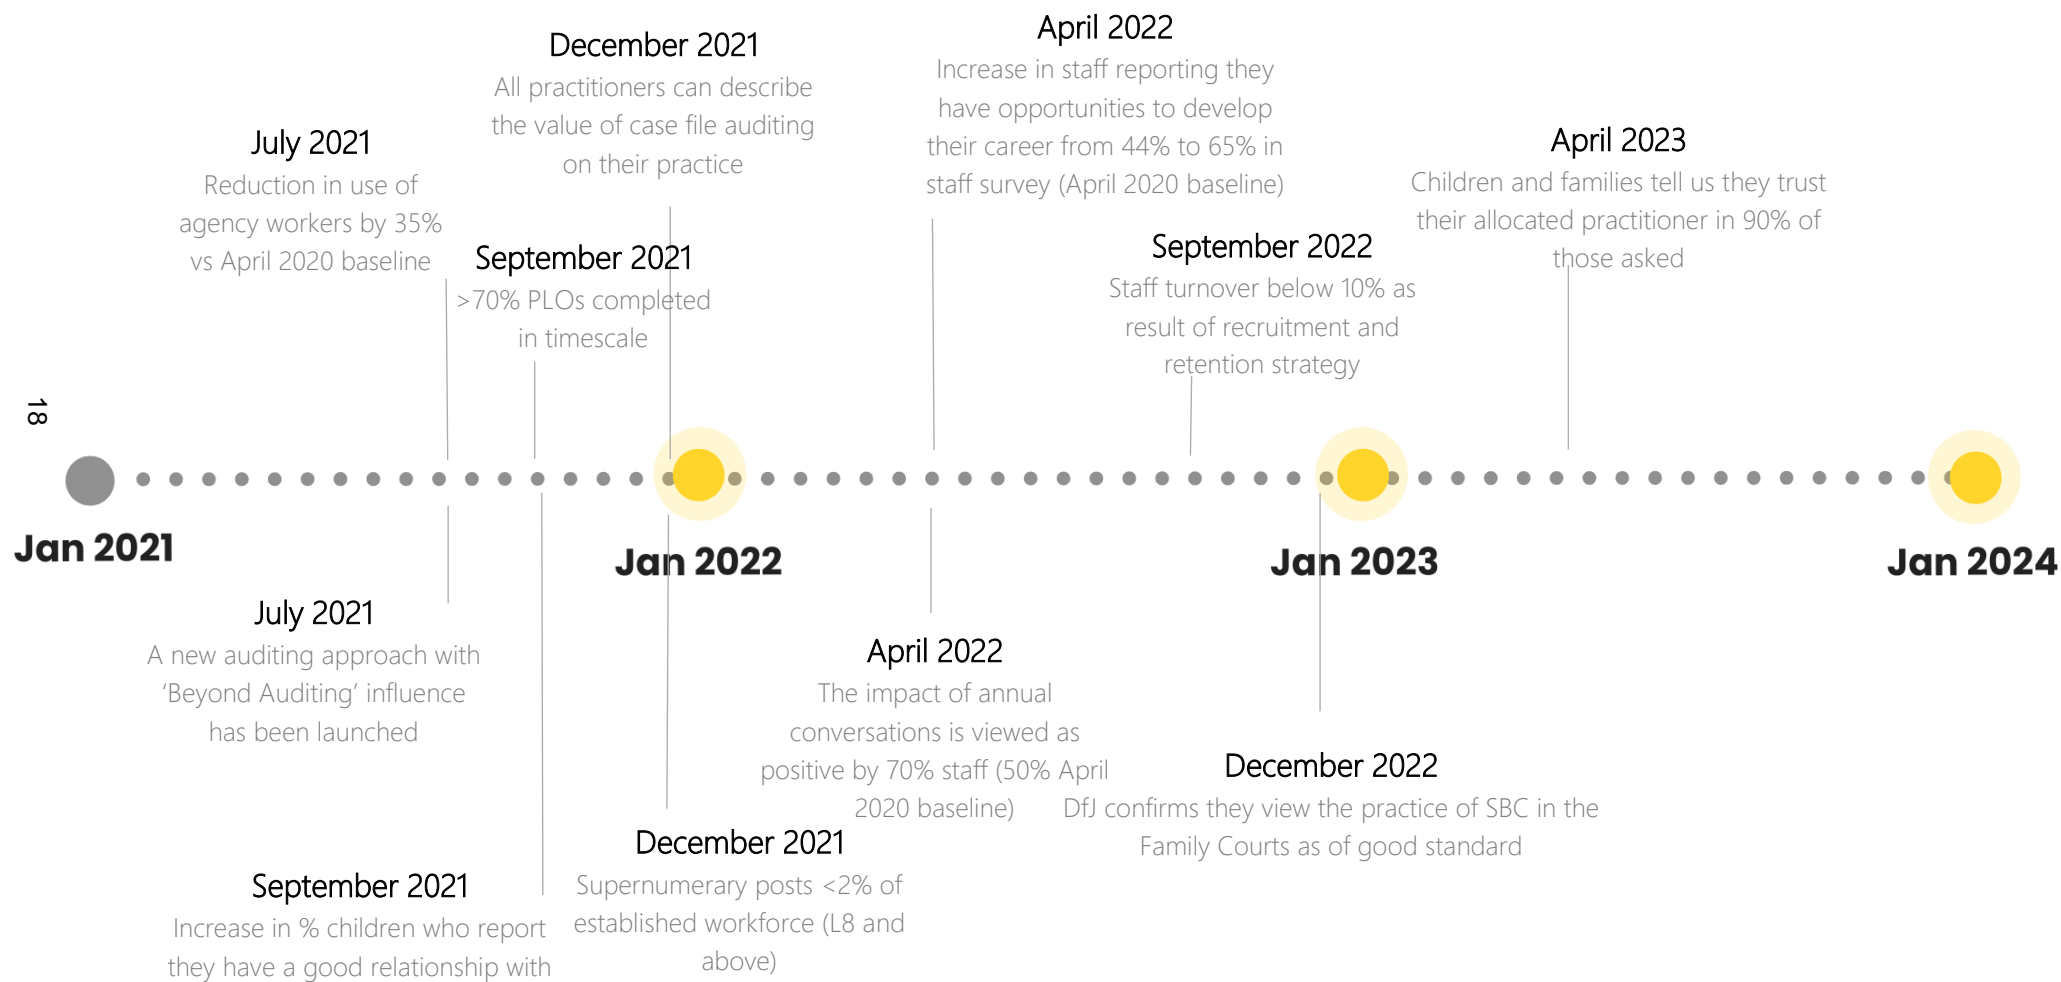 December 2021
All practitioners can describe
the value of case file auditing
on their practice
April 2022
Increase in staff reporting they
have opportunities to develop
their career from 44% to 65% in
staff survey (April 2020 baseline)
July 2021
Reduction in use of
agency workers by 35%
vs April 2020 baseline
April 2023
Children and families tell us they trust
their allocated practitioner in 90% of
those asked
September 2021
>70% PLOs completed
in timescale
September 2022
Staff turnover below 10% as
result of recruitment and
retention strategy
18
Jan 2021
Jan 2022
Jan 2023
Jan 2024
July 2021
A new auditing approach with
‘Beyond Auditing’ influence
has been launched
April 2022
The impact of annual
conversations is viewed as
positive by 70% staff (50% April
2020 baseline)
December 2022
DfJ confirms they view the practice of SBC in the
Family Courts as of good standard
December 2021
Supernumerary posts <2% of
established workforce (L8 and
above)
September 2021
Increase in % children who report
they have a good relationship with